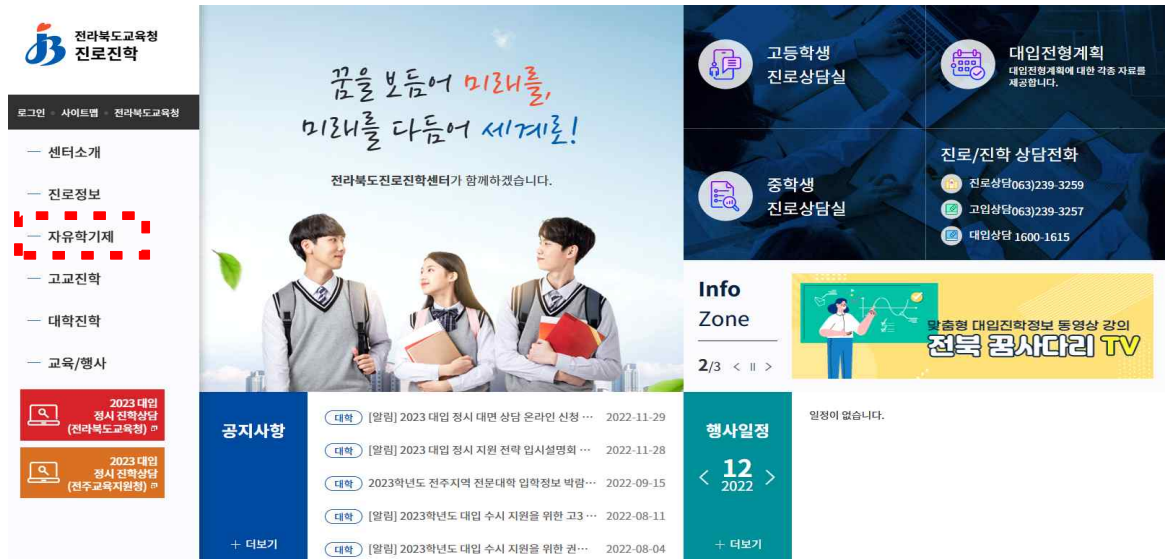 전라북도교육청
진로진학
로그인 사이트맵 전라북도교육청
센터소개
진로정보
자유학기제
고교진학
대학진학
교육/행사
2023 대입
정시 진학상담
(전라북도교육청)
2023 대입
정시 진학상담
(전주교육지원청)
꿈을 보듬어 미래를,
미래를 다듬어 세계로!
전라북도진로진학센터가 함께하겠습니다.
고등학생
진로상담실
대입전형계획
대입전형계획에 대한 각종 자료를
제공합니다.
중학생
진로상담실
진로/진학 상담전화
진로상담063)239-3259
고입상담063)239-3257
대입상담 1600-1615
Info
Zone
2/3 < II >
맞춤형 대입진학정보 동영상 강의
전북 꿈사다리 TV
공지사항
+ 더보기
대학 [알림] 2023 대입 정시 대면 상담 온라인 신청 ··· 2022-11-29
대학 [알림] 2023 대입 정시 지원 전략 입시설명회 ··· 2022-11-28
대학 2023학년도 전주지역 전문대학 입학정보 박람··· 2022-09-15
대학 [알림] 2023학년도 대입 수시 지원을 위한 고3 ··· 2022-08-11
대학 [알림] 2023학년도 대입 수시 지원을 위한 권··· 2022-08-04
행사일정
< 12 >
2022
+ 더보기
일정이 없습니다.